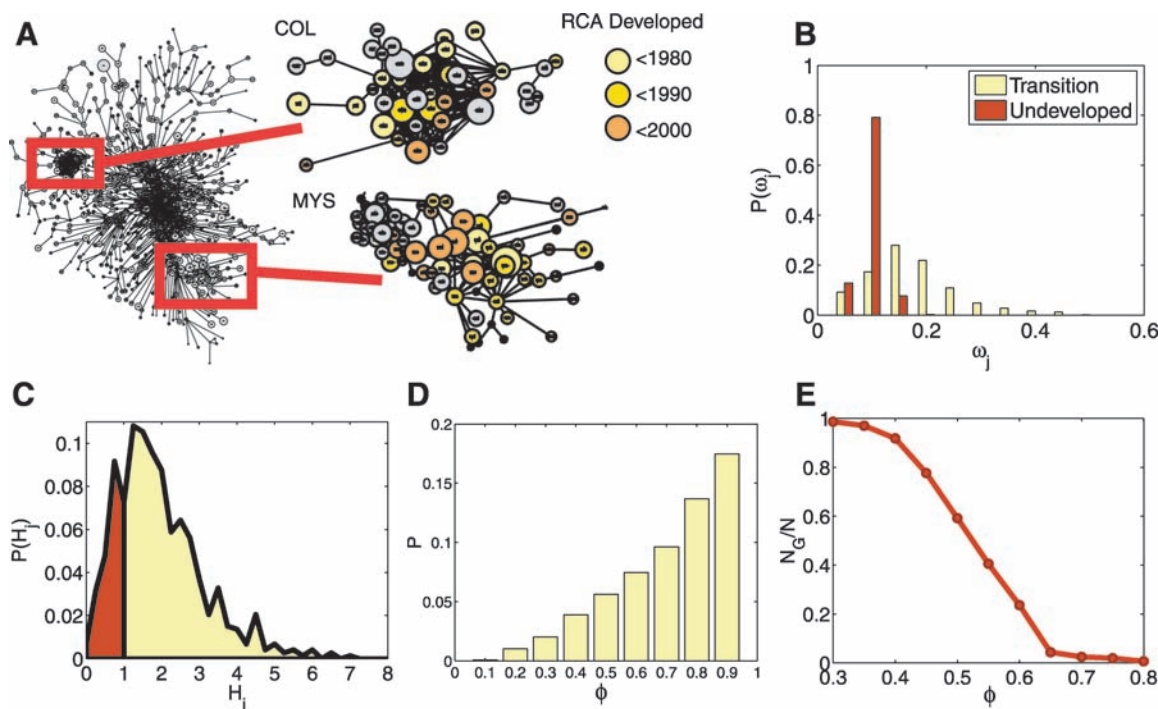 A
COL
RCA Developed
<1980
<1990
<2000
MYS
B
Transition
Undeveloped
P(ωj)
1
0.8
0.6
0.4
0.2
0
0 0.2 0.4 0.6
ωj
C
P(Hj)
0.1
0.08
0.06
0.04
0.02
0
0 1 2 3 4 5 6 7 8
Hj
D
P
0.2
0.15
0.10
0.05
0
0.1 0.2 0.3 0.4 0.5 0.6 0.7 0.8 0.9 1
ϕ
E
NG/N
1
0.8
0.6
0.4
0.2
0
0.3 0.4 0.5 0.6 0.7 0.8
ϕ